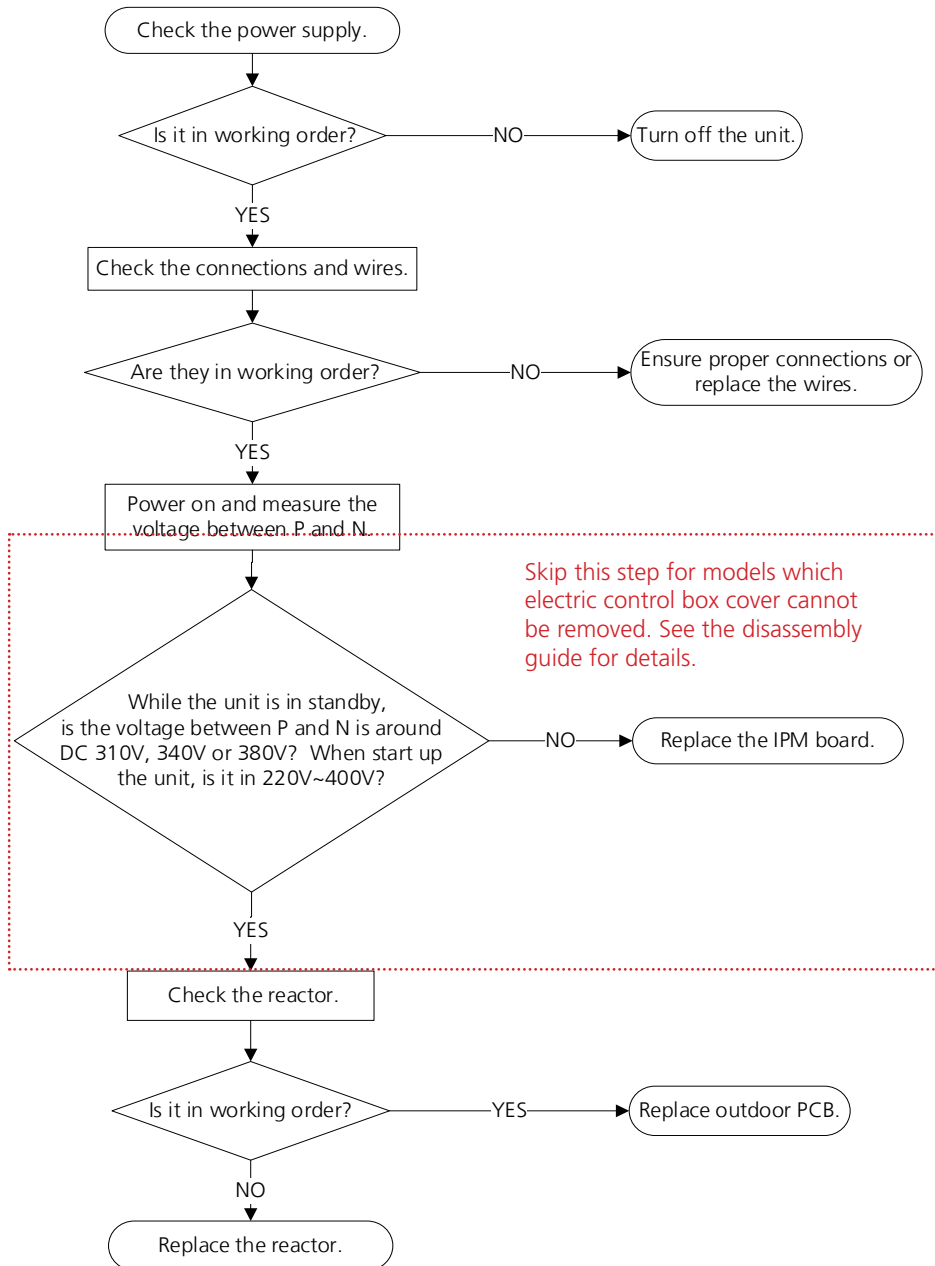 Check the power supply.
Is it in working order?
NO
Turn off the unit.
YES
Check the connections and wires.
Are they in working order?
NO
Ensure proper connections or
replace the wires.
YES
Power on and measure the
voltage between P and N.
Skip this step for models which
electric control box cover cannot
be removed. See the disassembly
guide for details.
While the unit is in standby,
is the voltage between P and N is around
DC 310V, 340V or 380V? When start up
the unit, is it in 220V~400V?
NO
Replace the IPM board.
YES
Check the reactor.
Is it in working order?
YES
Replace outdoor PCB.
NO
Replace the reactor.